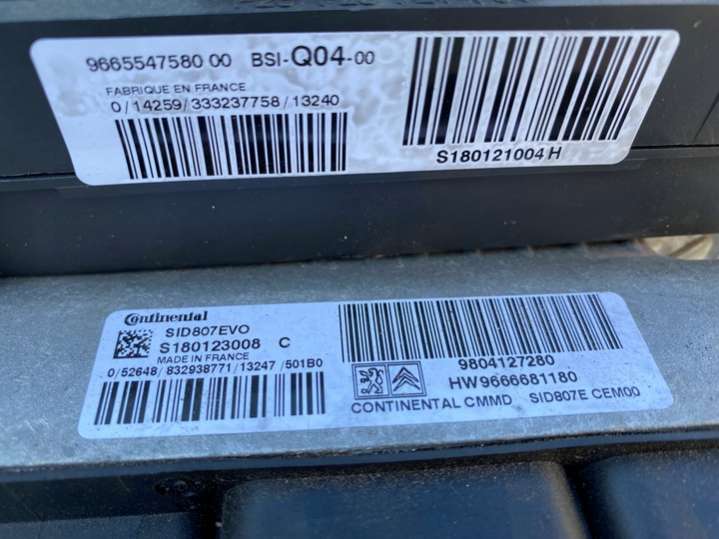 9665547580 00 BSI-Q04-00
FABRIQUE EN FRANCE
0/14259/333237758/13240
S180121004 H
Continental
SID807EVO
S180123008 C
MADE IN FRANCE
0/52648/832938771/13247/501B0
9804127280
HW9666681180
CONTINENTAL CMMD SID807E CEM00